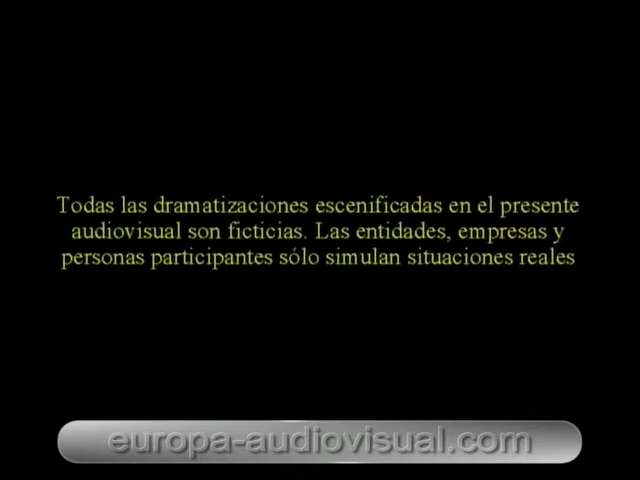 Todas las dramatizaciones escenificadas en el presente
audiovisual son ficticias. Las entidades, empresas y
personas participantes sólo simulan situaciones reales
europa-audiovisual.com